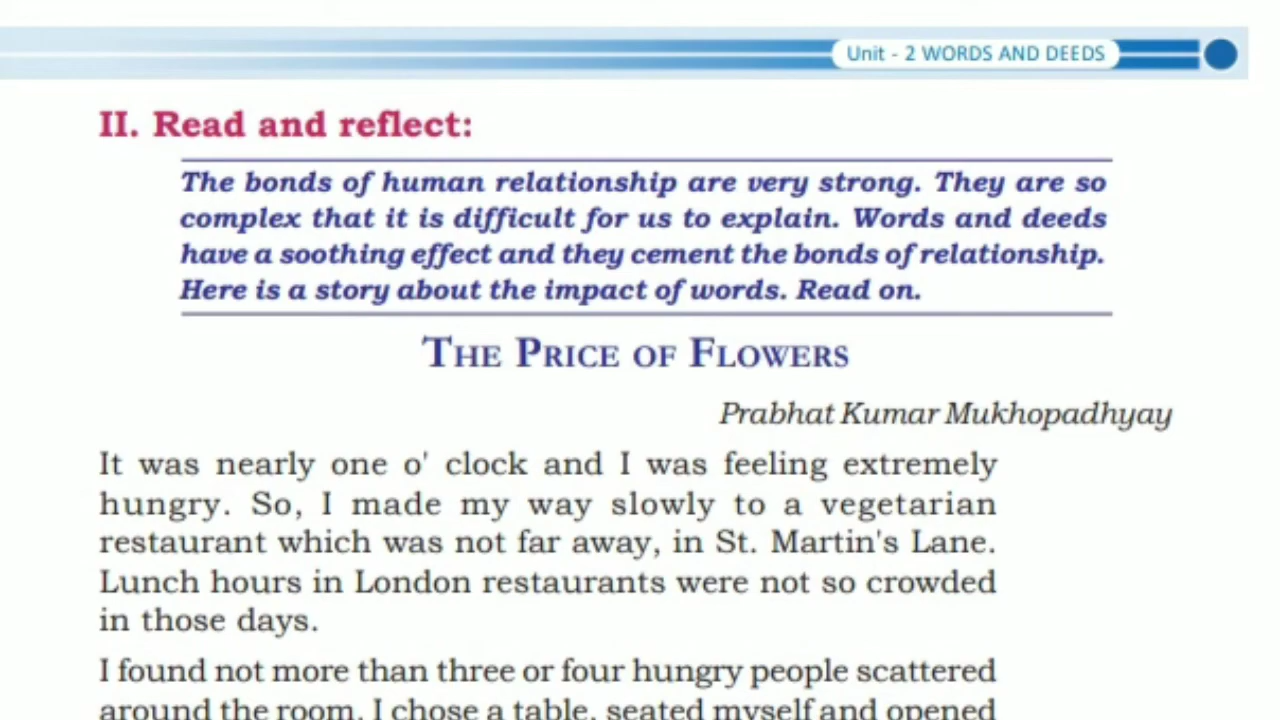 Unit - 2 WORDS AND DEEDS
II. Read and reflect:
The bonds of human relationship are very strong. They are so
complex that it is difficult for us to explain. Words and deeds
have a soothing effect and they cement the bonds of relationship.
Here is a story about the impact of words. Read on.
THE PRICE OF FLOWERS
Prabhat Kumar Mukhopadhyay
It was nearly one o' clock and I was feeling extremely
hungry. So, I made my way slowly to a vegetarian
restaurant which was not far away, in St. Martin's Lane.
Lunch hours in London restaurants were not so crowded
in those days.
I found not more than three or four hungry people scattered
around the room. I chose a table, seated myself and opened